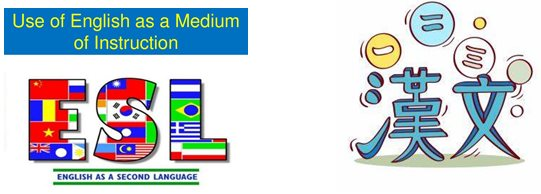 Use of English as a Medium
of Instruction
ESL
ENGLISH AS A SECOND LANGUAGE
一 二 三
漢文